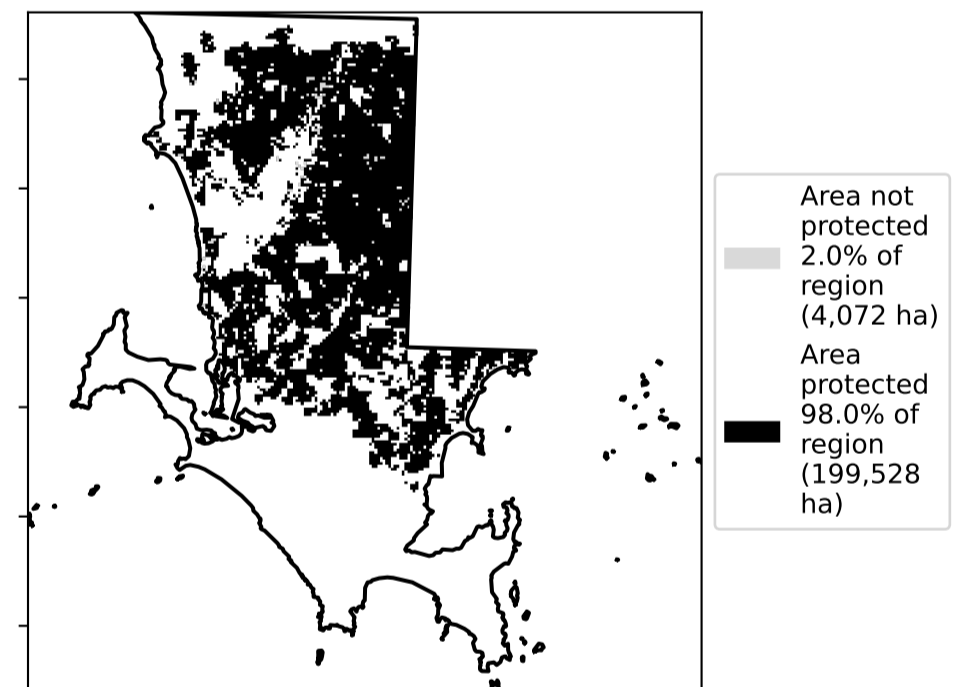 Area not
protected
2.0% of
region
(4,072 ha)
Area
protected
98.0% of
region
(199,528
ha)